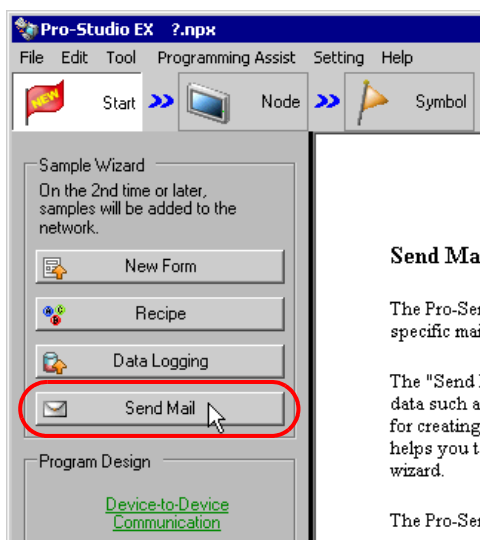 Pro-Studio EX ?.npx
File Edit Tool Programming Assist Setting Help
NEW Start Node Symbol
Sample Wizard
On the 2nd time or later,
samples will be added to the
network.
New Form
Recipe
Data Logging
Send Mail
Program Design
Device-to-Device
Communication
Send Ma
The Pro-Ser
specific mai
The "Send
data such a
for creating
helps you t
wizard.
The Pro-Ser